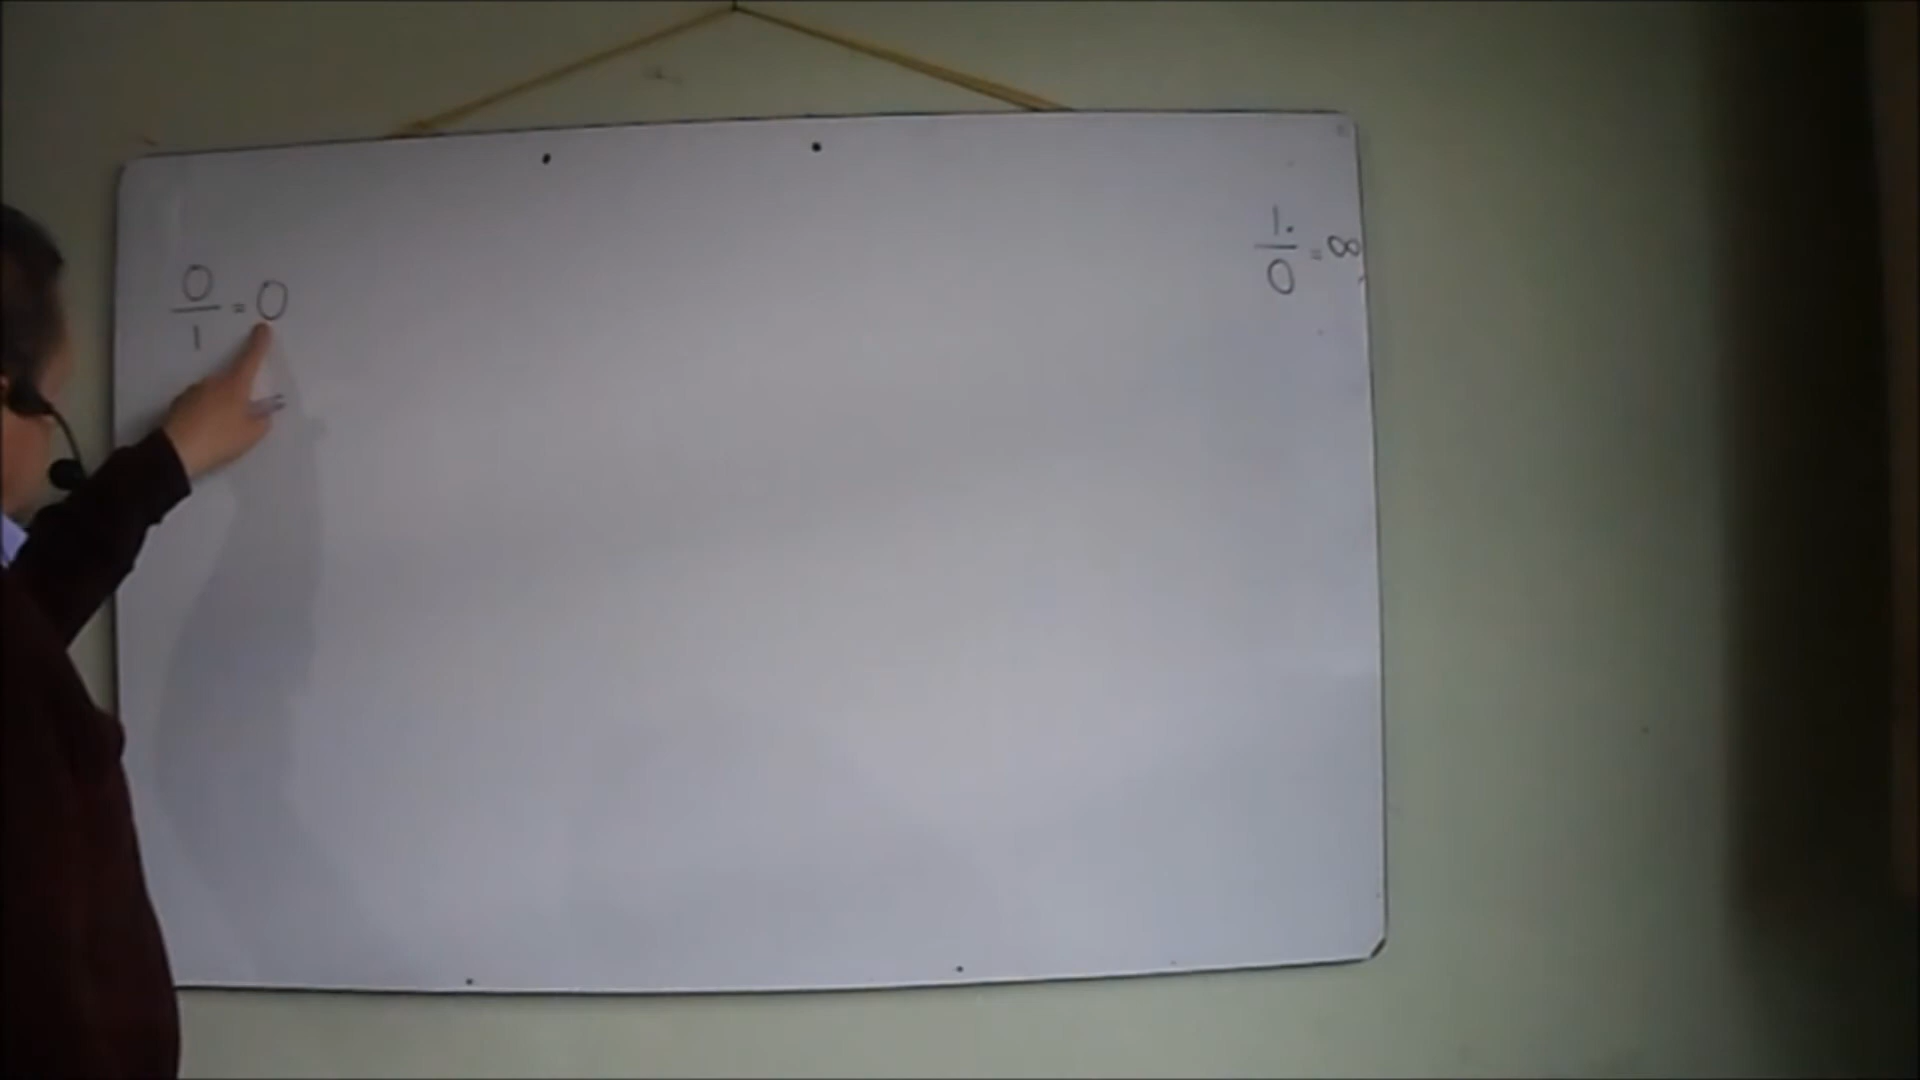 0/1 = 0
1/0 = ∞